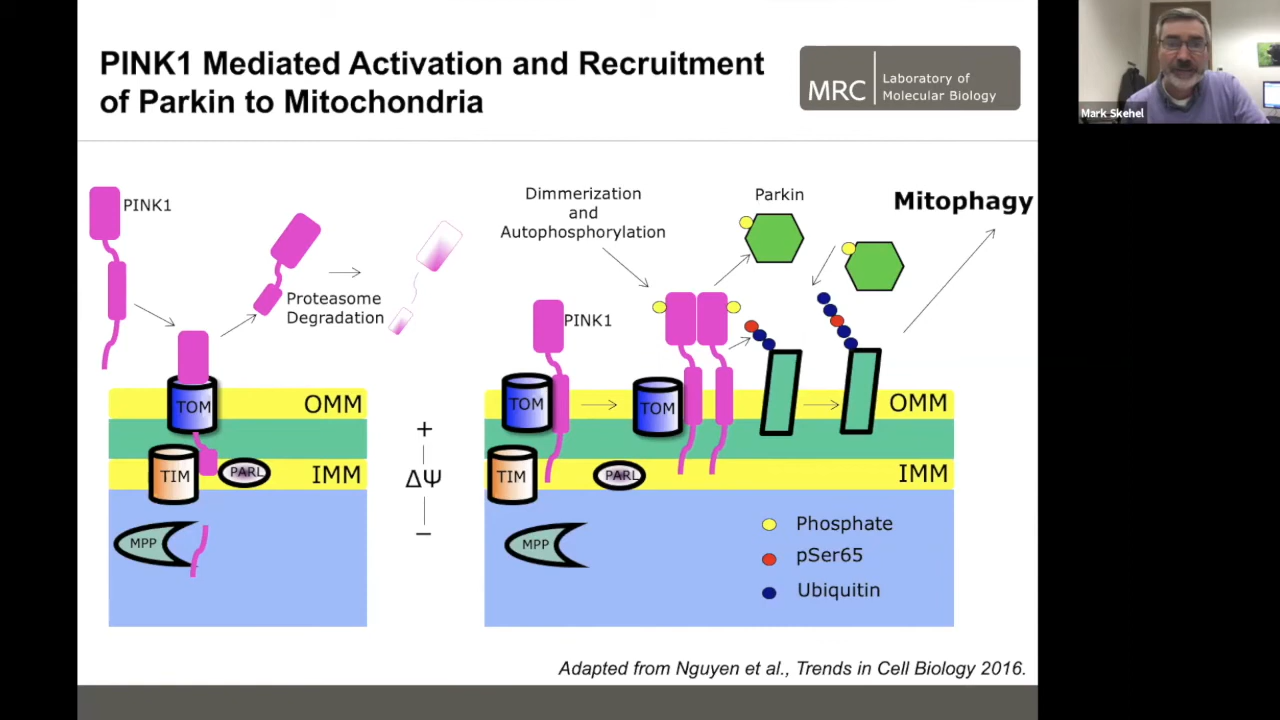 PINK1 Mediated Activation and Recruitment
of Parkin to Mitochondria
MRC
Laboratory of
Molecular Biology
Mark Skehel
PINK1
Proteasome
Degradation
TOM
OMM
TIM
PARL
IMM
MPP
+
ΔΨ
−
Dimmerization
and
Autophosphorylation
Parkin
Mitophagy
PINK1
TOM
TOM
OMM
TIM
PARL
IMM
MPP
Phosphate
pSer65
Ubiquitin
Adapted from Nguyen et al., Trends in Cell Biology 2016.